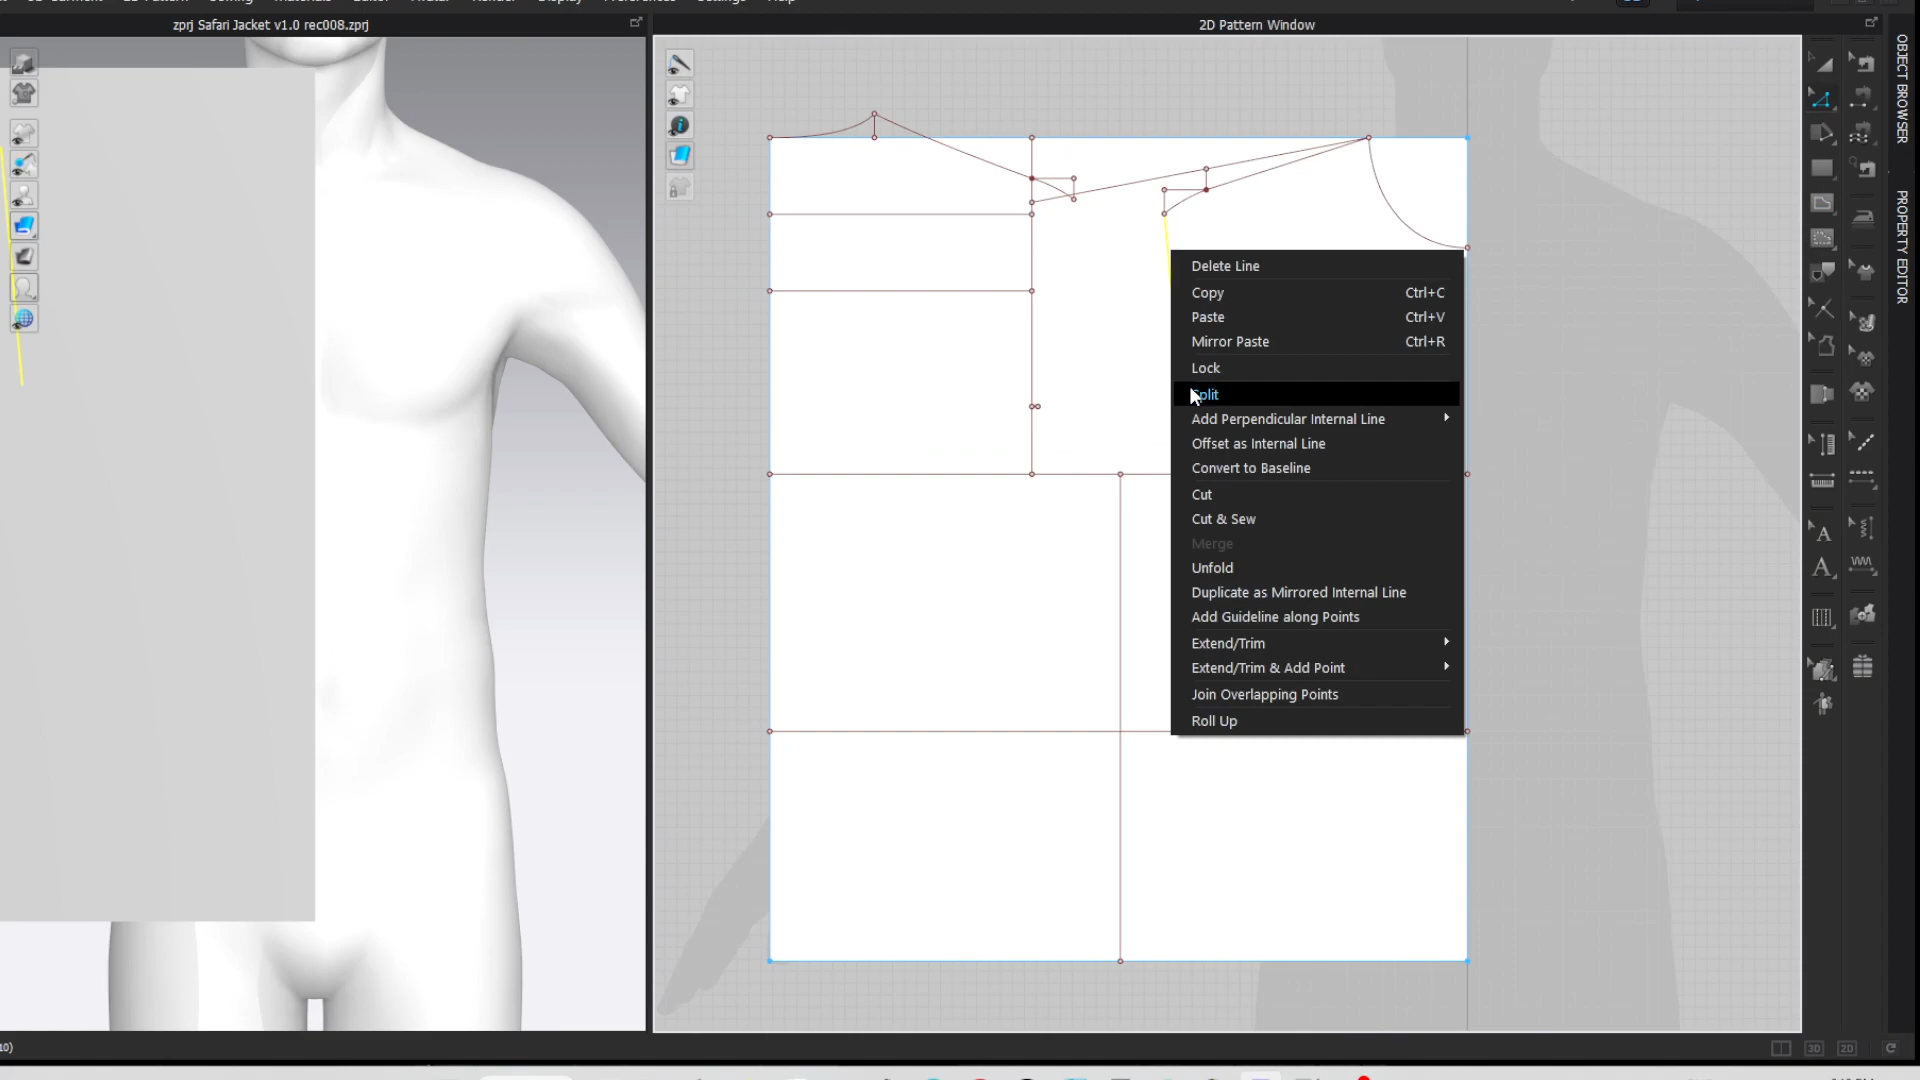 zprj Safari Jacket v1.0 rec008.zprj
2D Pattern Window
OBJECT BROWSER
PROPERTY EDITOR
Delete Line
Copy Ctrl+C
Paste Ctrl+V
Mirror Paste Ctrl+R
Lock
Split
Add Perpendicular Internal Line
Offset as Internal Line
Convert to Baseline
Cut
Cut & Sew
Merge
Unfold
Duplicate as Mirrored Internal Line
Add Guideline along Points
Extend/Trim
Extend/Trim & Add Point
Join Overlapping Points
Roll Up
A
A
3D
2D